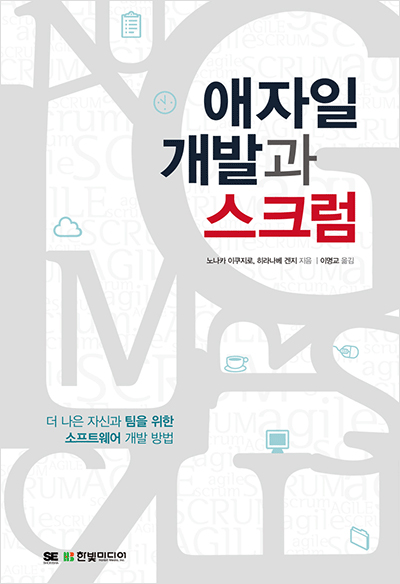 애자일
개발과
스크럼
노나카 이쿠지로, 히라나베 겐지 지음 | 이명교 옮김
더 나은 자신과 팀을 위한
소프트웨어 개발 방법
SE
한빛미디어